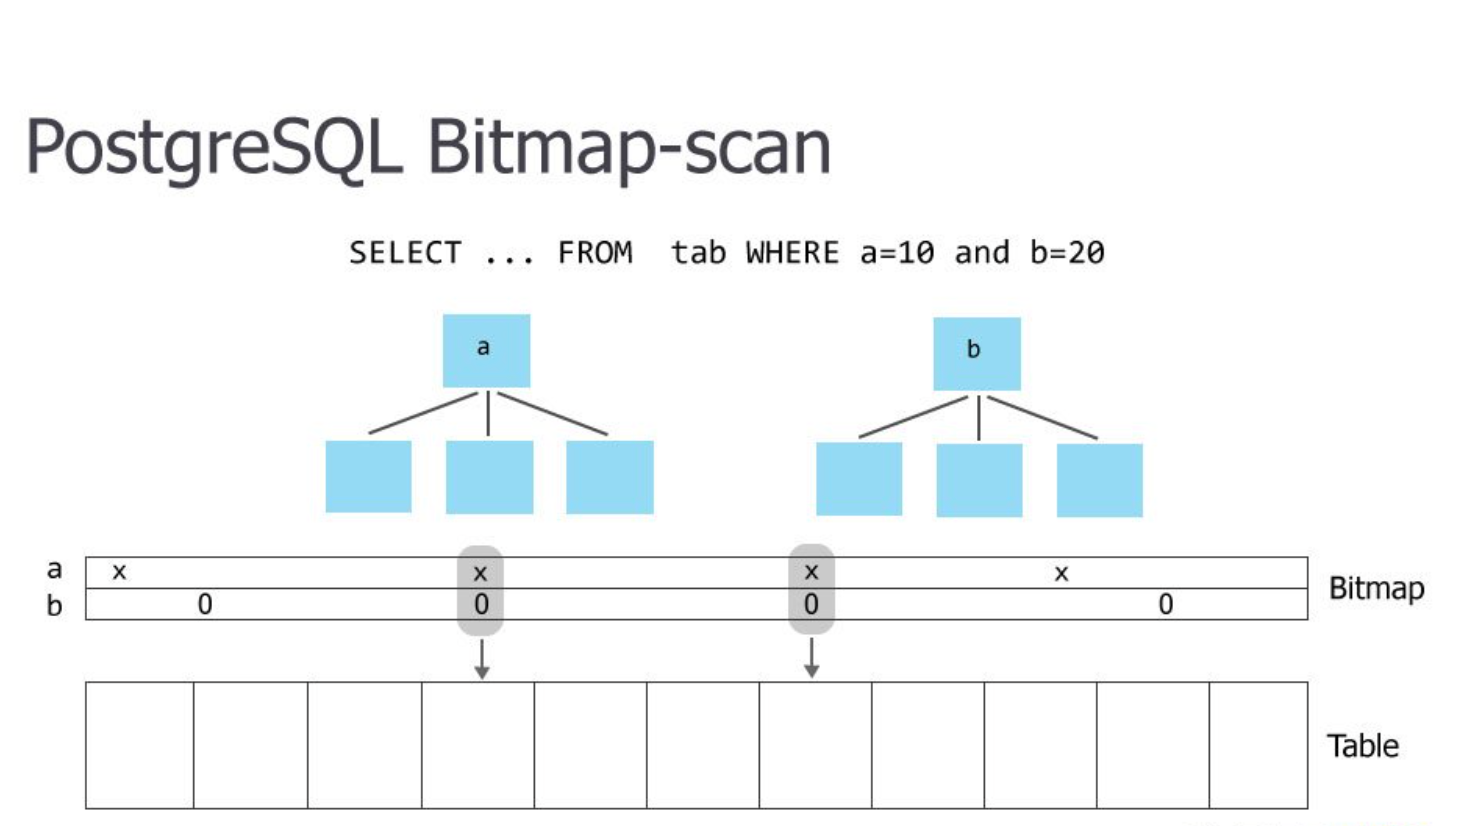 PostgreSQL Bitmap-scan
SELECT ... FROM tab WHERE a=10 and b=20
a
b
a
x
x
x
x
b
0
0
0
0
Bitmap
Table